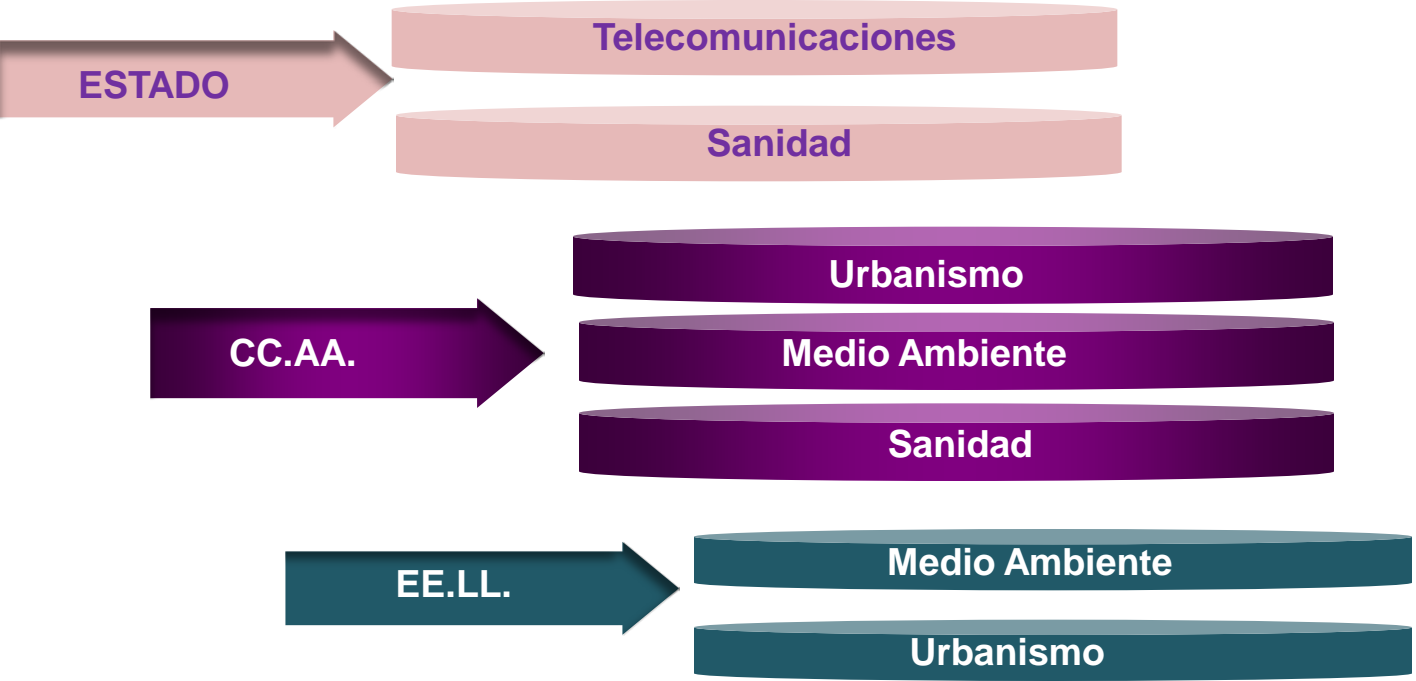 ESTADO
Telecomunicaciones
Sanidad
CC.AA.
Urbanismo
Medio Ambiente
Sanidad
EE.LL.
Medio Ambiente
Urbanismo